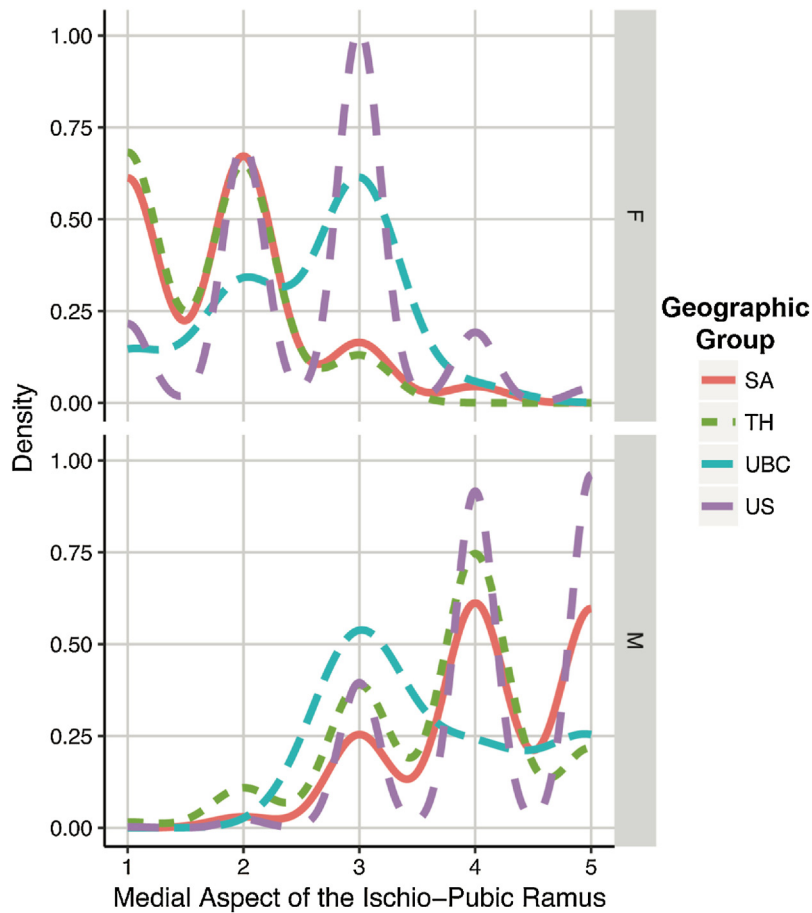 1.00
0.75
0.50
0.25
0.00
F
1.00
0.75
0.50
0.25
0.00
M
Density
1 2 3 4 5
Medial Aspect of the Ischio–Pubic Ramus
Geographic
Group
SA
TH
UBC
US